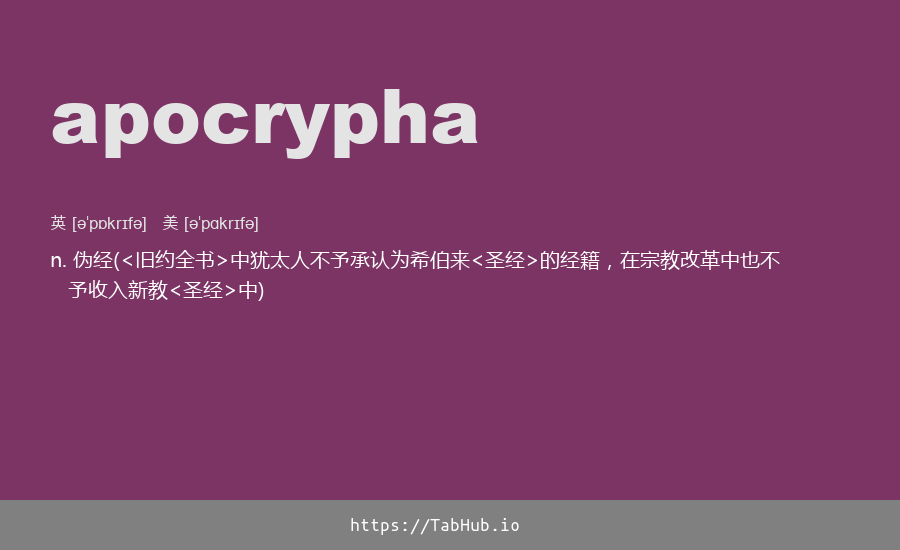 apocrypha
英 [ə'pɒkrɪfə] 美 [ə'pɑkrɪfə]
n. 伪经(<旧约全书>中犹太人不予承认为希伯来<圣经>的经籍，在宗教改革中也不
予收入新教<圣经>中)
https://TabHub.io